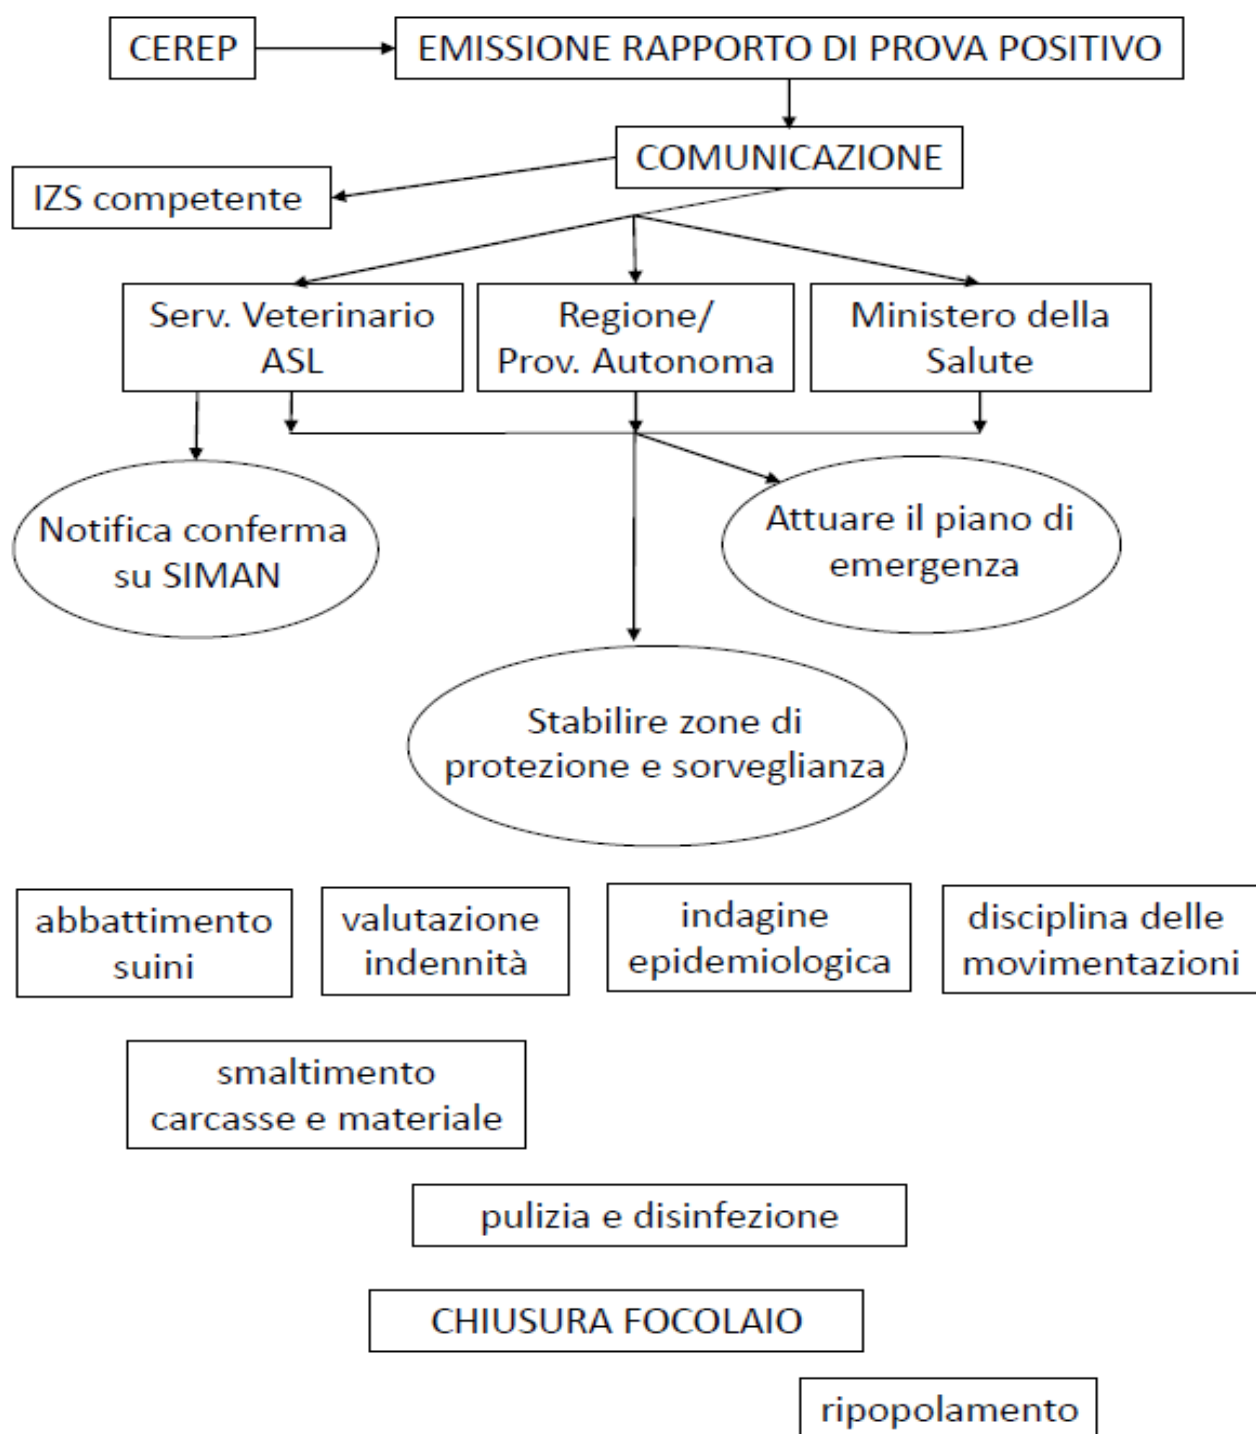 CEREP
EMISSIONE RAPPORTO DI PROVA POSITIVO
COMUNICAZIONE
IZS competente
Serv. Veterinario
ASL
Regione/
Prov. Autonoma
Ministero della
Salute
Notifica conferma
su SIMAN
Attuare il piano di
emergenza
Stabilire zone di
protezione e sorveglianza
abbattimento
suini
valutazione
indennità
indagine
epidemiologica
disciplina delle
movimentazioni
smaltimento
carcasse e materiale
pulizia e disinfezione
CHIUSURA FOCOLAIO
ripopolamento